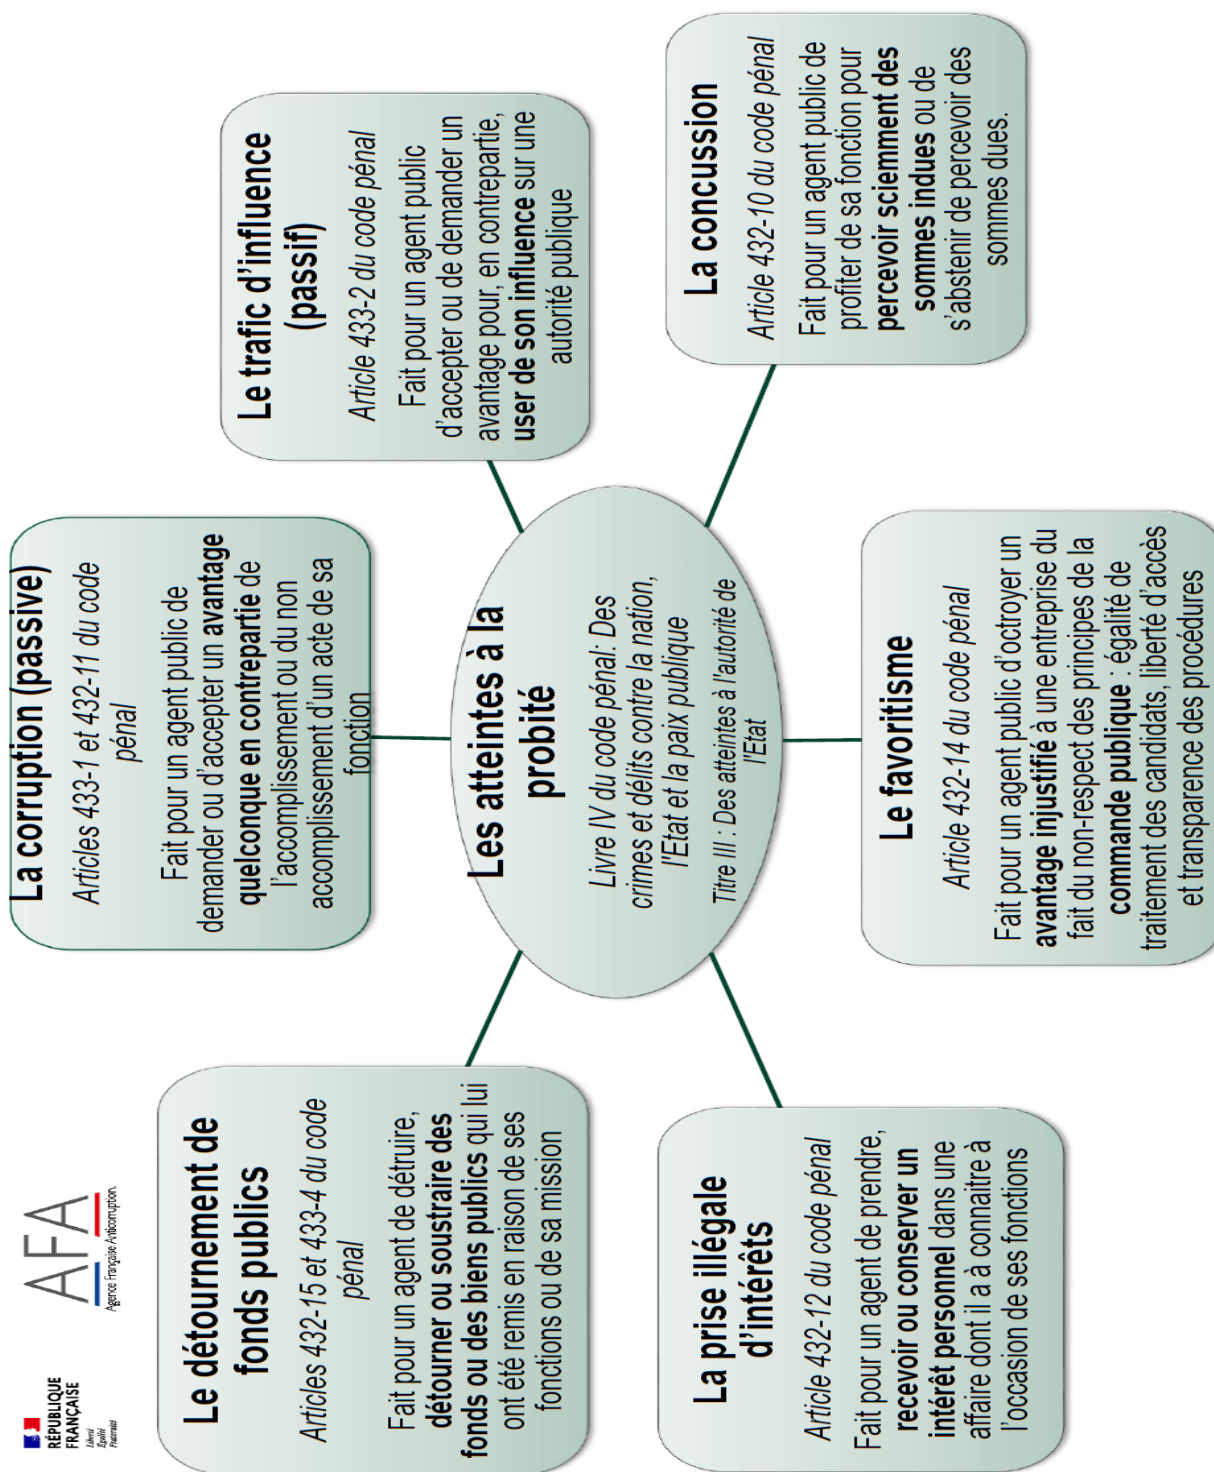 RÉPUBLIQUE
FRANÇAISE
Liberté
Égalité
Fraternité
AFA
Agence Française Anticorruption
La corruption (passive)
Articles 433-1 et 432-11 du code
pénal
Fait pour un agent public de
demander ou d'accepter un avantage
quelconque en contrepartie de
l'accomplissement ou du non
accomplissement d'un acte de sa
fonction
Le détournement de
fonds publics
Articles 432-15 et 433-4 du code
pénal
Fait pour un agent de détruire,
détourner ou soustraire des
fonds ou des biens publics qui lui
ont été remis en raison de ses
fonctions ou de sa mission
Le trafic d'influence
(passif)
Article 433-2 du code pénal
Fait pour un agent public
d'accepter ou de demander un
avantage pour, en contrepartie,
user de son influence sur une
autorité publique
Les atteintes à la
probité
Livre IV du code pénal: Des
crimes et délits contre la nation,
l'Etat et la paix publique
Titre III : Des atteintes à l'autorité de
l'Etat
La prise illégale
d'intérêts
Article 432-12 du code pénal
Fait pour un agent de prendre,
recevoir ou conserver un
intérêt personnel dans une
affaire dont il a à connaitre à
l'occasion de ses fonctions
Le favoritisme
Article 432-14 du code pénal
Fait pour un agent public d'octroyer un
avantage injustifié à une entreprise du
fait du non-respect des principes de la
commande publique : égalité de
traitement des candidats, liberté d'accès
et transparence des procédures
La concussion
Article 432-10 du code pénal
Fait pour un agent public de
profiter de sa fonction pour
percevoir sciemment des
sommes indues ou de
s'abstenir de percevoir des
sommes dues.